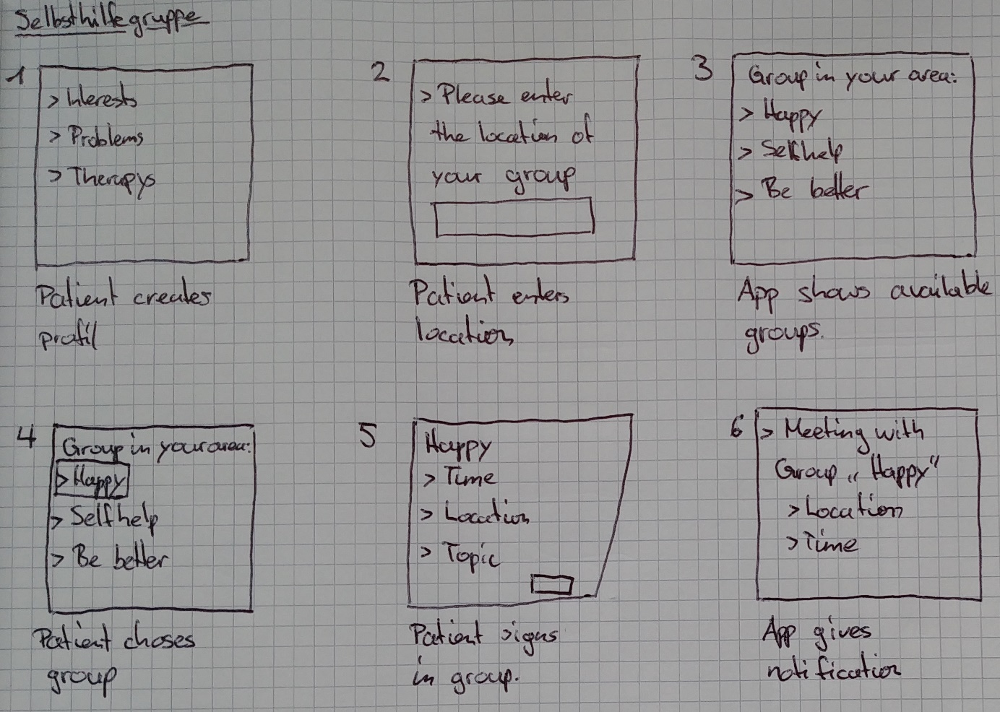 Selbsthilfegruppe
1
> Interests
> Problems
> Therapys
Patient creates
profil
2
> Please enter
the location of
your group
Patient enters
location
3
Group in your area:
> Happy
> Selfhelp
> Be better
App shows available
groups.
4
Group in your area:
> Happy
> Selfhelp
> Be better
Patient choses
group
5
Happy
> Time
> Location
> Topic
Patient signs
in group.
6
> Meeting with
Group „Happy“
> Location
> Time
App gives
notification